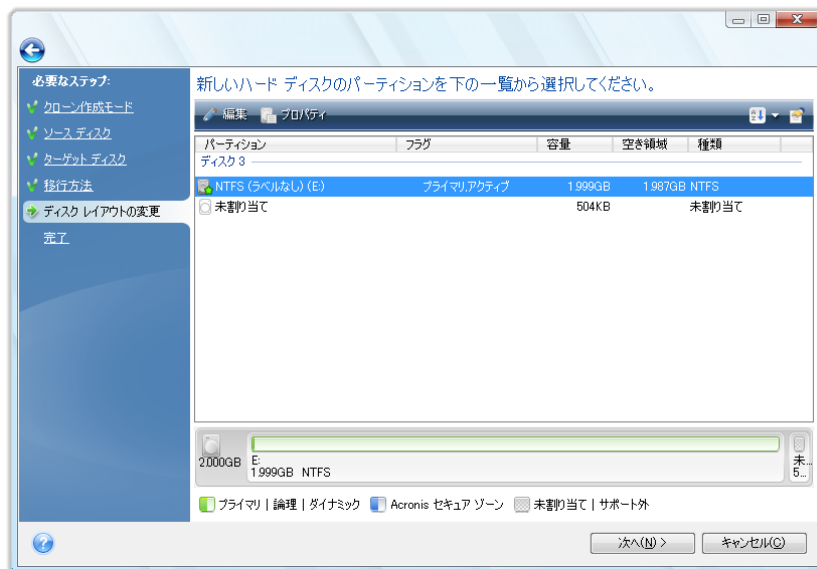 必要なステップ:
クローン作成モード
ソース ディスク
ターゲット ディスク
移行方法
ディスク レイアウトの変更
完了
新しいハード ディスクのパーティションを下の一覧から選択してください。
編集 プロパティ
パーティション フラグ 容量 空き領域 種類
ディスク 3
NTFS (ラベルなし) (E:) プライマリ,アクティブ 1.999GB 1.987GB NTFS
未割り当て 504KB 未割り当て
2.000GB
E:
1.999GB NTFS
未...
5...
プライマリ | 論理 | ダイナミック Acronis セキュア ゾーン 未割り当て | サポート外
次へ(N) > キャンセル(C)